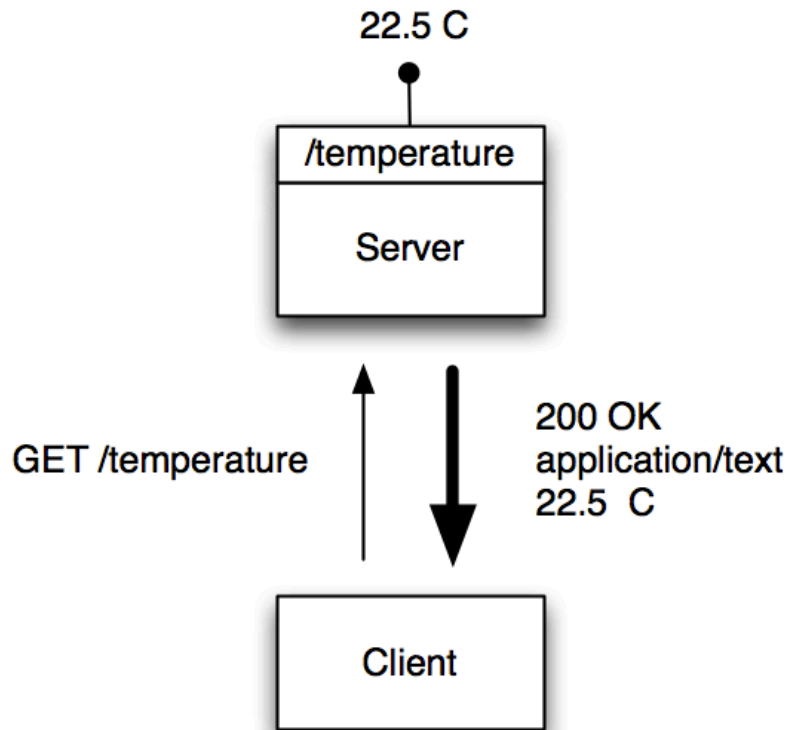 22.5 C
/temperature
Server
GET /temperature
200 OK
application/text
22.5  C
Client